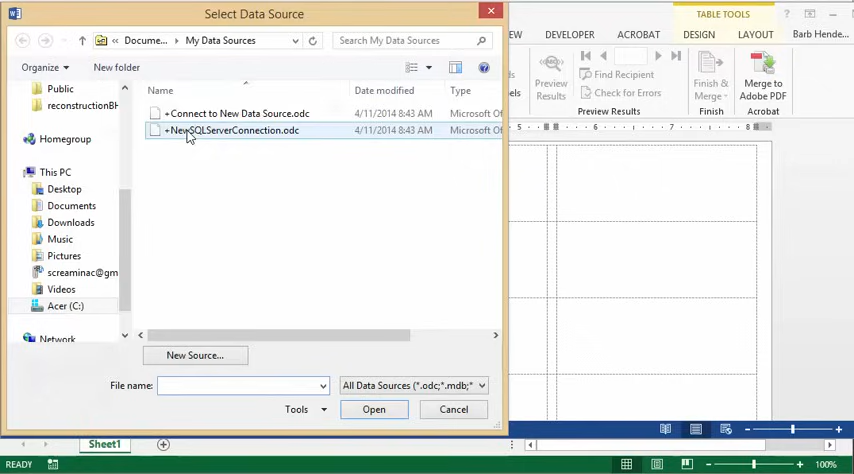 Select Data Source
TABLE TOOLS
EW DEVELOPER ACROBAT DESIGN LAYOUT Barb Hende...
« Docume... My Data Sources
Search My Data Sources
Organize New folder
Public
reconstructionBH
Homegroup
This PC
Desktop
Documents
Downloads
Music
Pictures
screaminac@gm
Videos
Acer (C:)
Network
Name Date modified Type
+Connect to New Data Source.odc 4/11/2014 8:43 AM Microsoft Of
+NewSQLServerConnection.odc 4/11/2014 8:43 AM Microsoft Of
New Source...
File name: All Data Sources (*.odc;*.mdb;*
Tools Open Cancel
Preview
Results
Find Recipient
Check for Errors
Preview Results
Finish &
Merge
Finish
Merge to
Adobe PDF
Acrobat
5 6 7 8
Sheet1
READY
100%